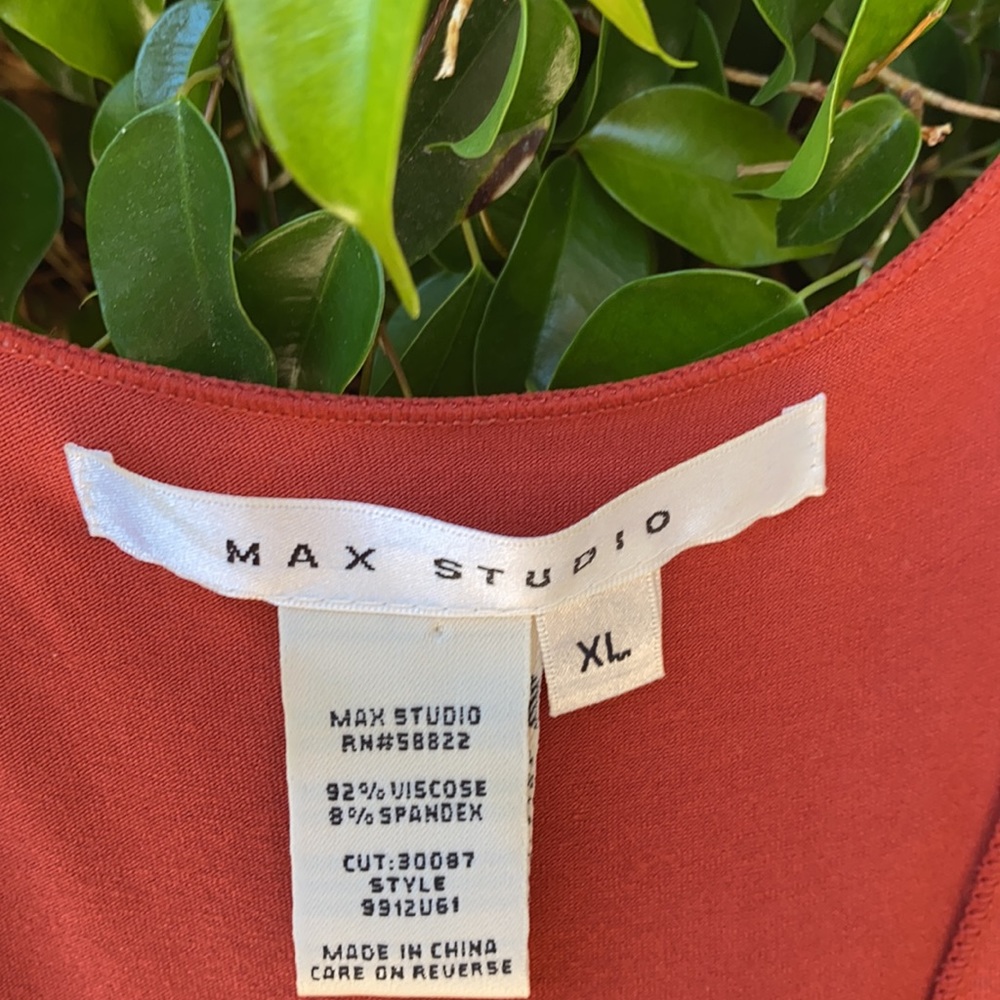 MAX STUDIO
XL
MAX STUDIO
RN#58822
92% VISCOSE
8% SPANDEX
CUT:30087
STYLE
9912U61
MADE IN CHINA
CARE ON REVERSE